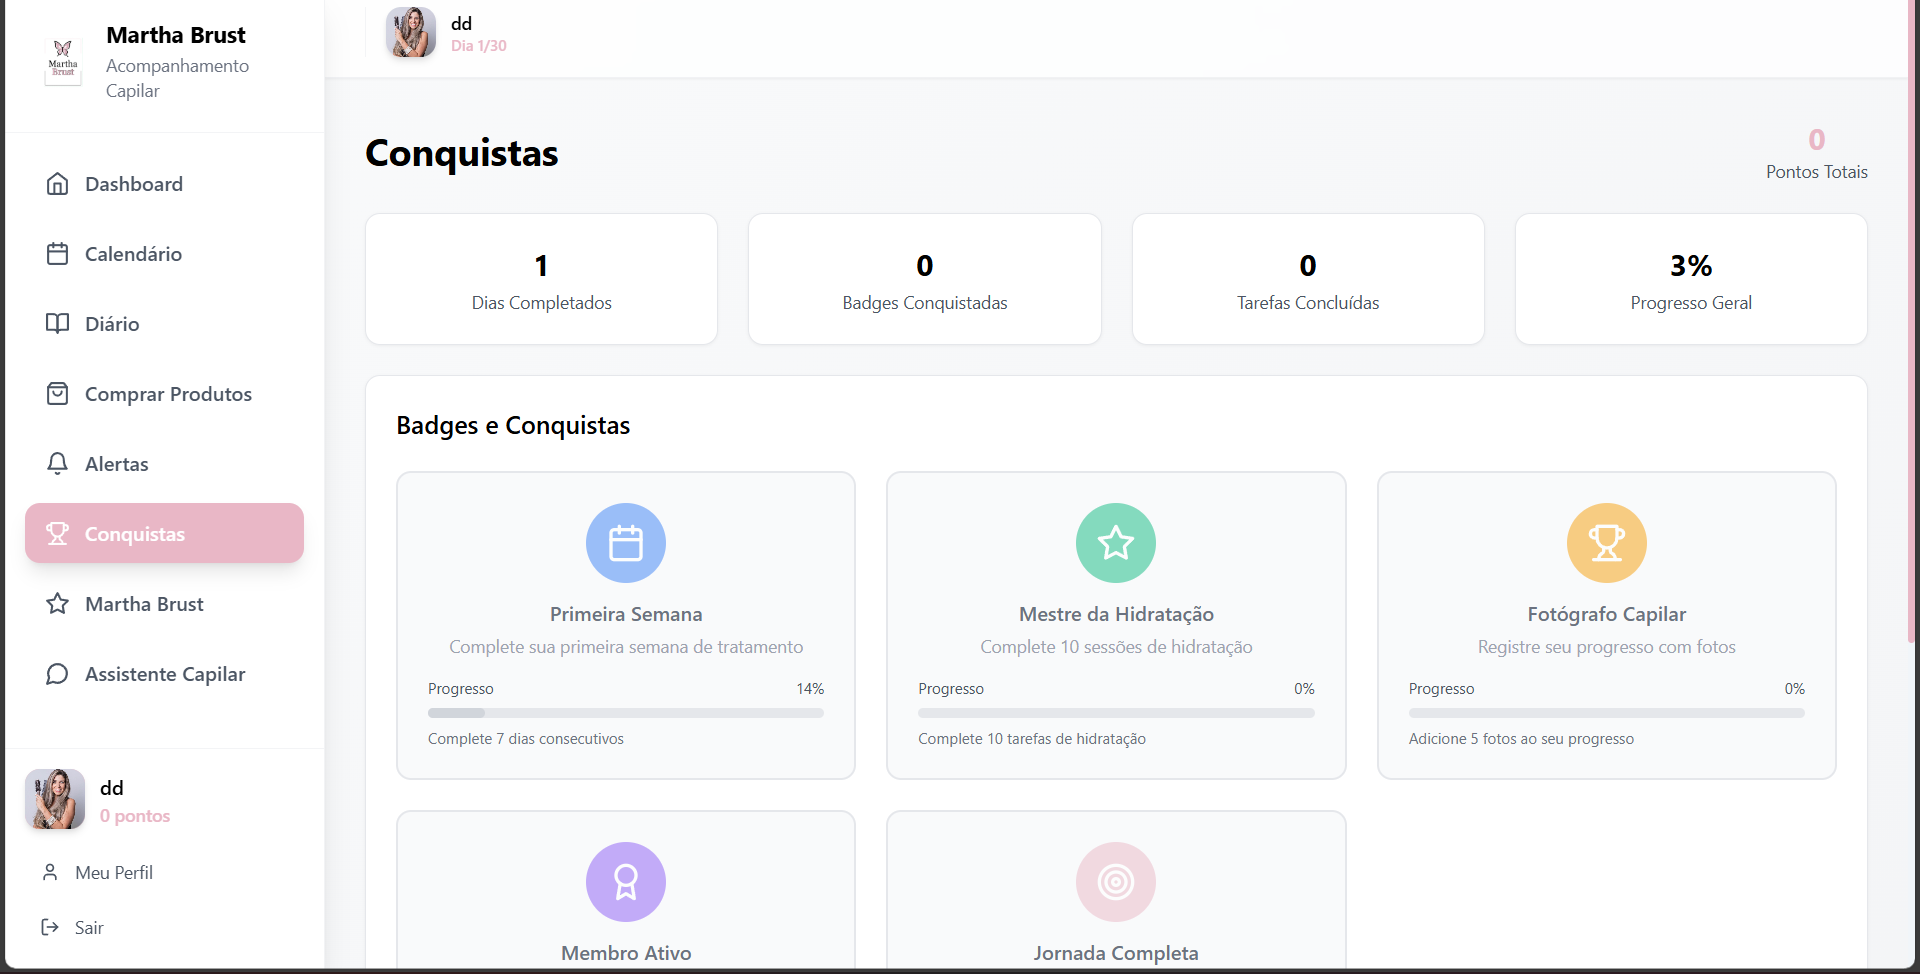 Martha Brust
Acompanhamento
Capilar
Martha
Brust
dd
Dia 1/30
Dashboard
Calendário
Diário
Comprar Produtos
Alertas
Conquistas
Martha Brust
Assistente Capilar
dd
0 pontos
Meu Perfil
Sair
Conquistas
0
Pontos Totais
1
Dias Completados
0
Badges Conquistadas
0
Tarefas Concluídas
3%
Progresso Geral
Badges e Conquistas
Primeira Semana
Complete sua primeira semana de tratamento
Progresso 14%
Complete 7 dias consecutivos
Mestre da Hidratação
Complete 10 sessões de hidratação
Progresso 0%
Complete 10 tarefas de hidratação
Fotógrafo Capilar
Registre seu progresso com fotos
Progresso 0%
Adicione 5 fotos ao seu progresso
Membro Ativo
Jornada Completa